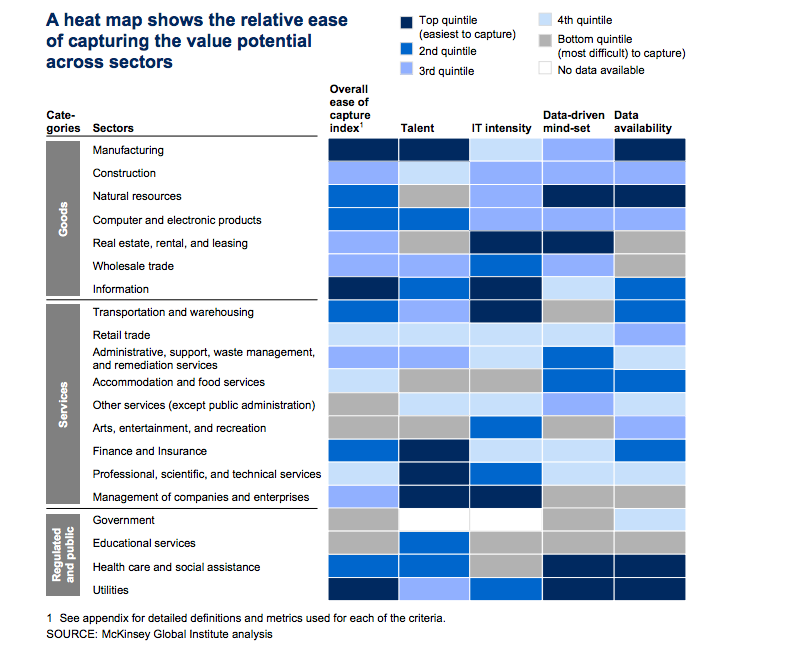 A heat map shows the relative ease
of capturing the value potential
across sectors
Top quintile
(easiest to capture)
2nd quintile
3rd quintile
4th quintile
Bottom quintile
(most difficult) to capture)
No data available
Cate-
gories
Sectors
Overall
ease of
capture
index1
Talent
IT intensity
Data-driven
mind-set
Data
availability
Goods
Manufacturing
Construction
Natural resources
Computer and electronic products
Real estate, rental, and leasing
Wholesale trade
Information
Services
Transportation and warehousing
Retail trade
Administrative, support, waste management,
and remediation services
Accommodation and food services
Other services (except public administration)
Arts, entertainment, and recreation
Finance and Insurance
Professional, scientific, and technical services
Management of companies and enterprises
Regulated
and public
Government
Educational services
Health care and social assistance
Utilities
1 See appendix for detailed definitions and metrics used for each of the criteria.
SOURCE: McKinsey Global Institute analysis